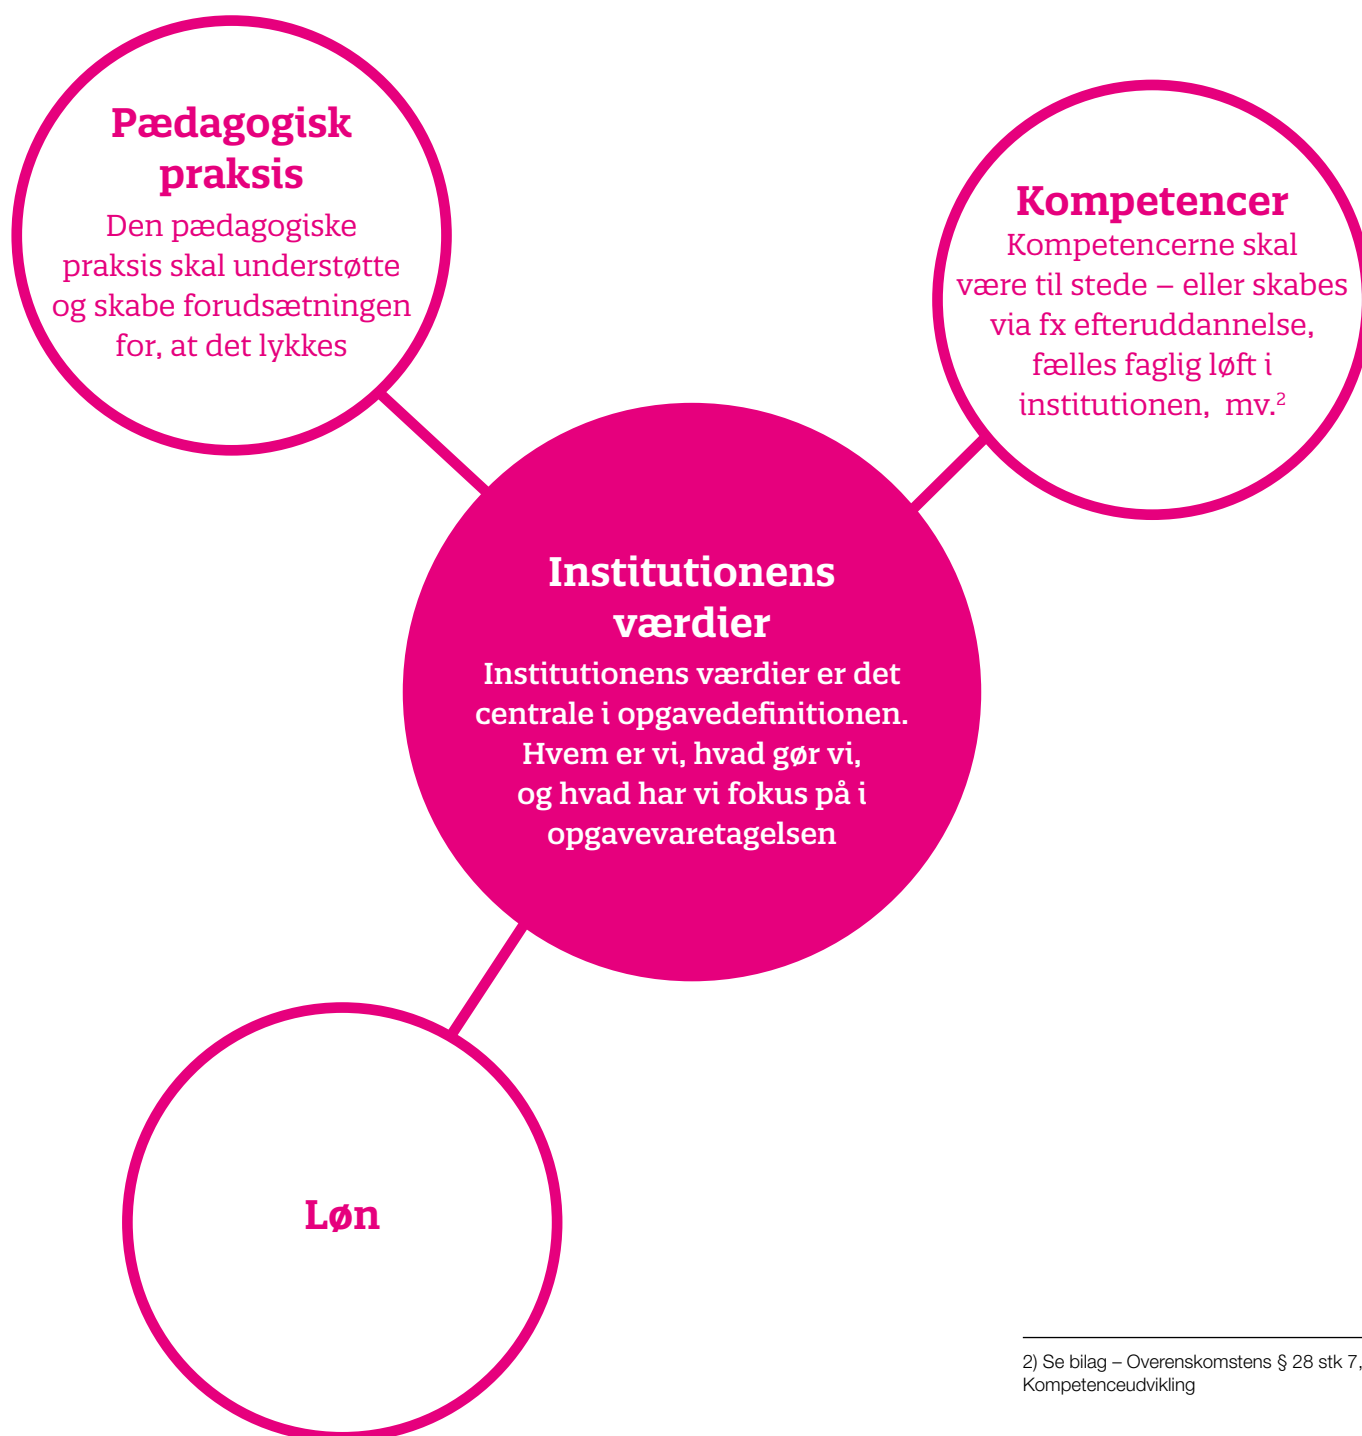 Pædagogisk
praksis
Den pædagogiske
praksis skal understøtte
og skabe forudsætningen
for, at det lykkes
Kompetencer
Kompetencerne skal
være til stede – eller skabes
via fx efteruddannelse,
fælles faglig løft i
institutionen, mv.²
Institutionens
værdier
Institutionens værdier er det
centrale i opgavedefinitionen.
Hvem er vi, hvad gør vi,
og hvad har vi fokus på i
opgavevaretagelsen
Løn
2) Se bilag – Overenskomstens § 28 stk 7,
Kompetenceudvikling